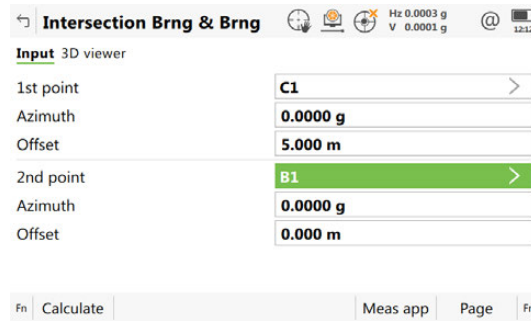 Intersection Brng & Brng
Hz 0.0003 g
V 0.0001 g
@
Input 3D viewer
1st point C1
Azimuth 0.0000 g
Offset 5.000 m
2nd point B1
Azimuth 0.0000 g
Offset 0.000 m
Fn Calculate Meas app Page